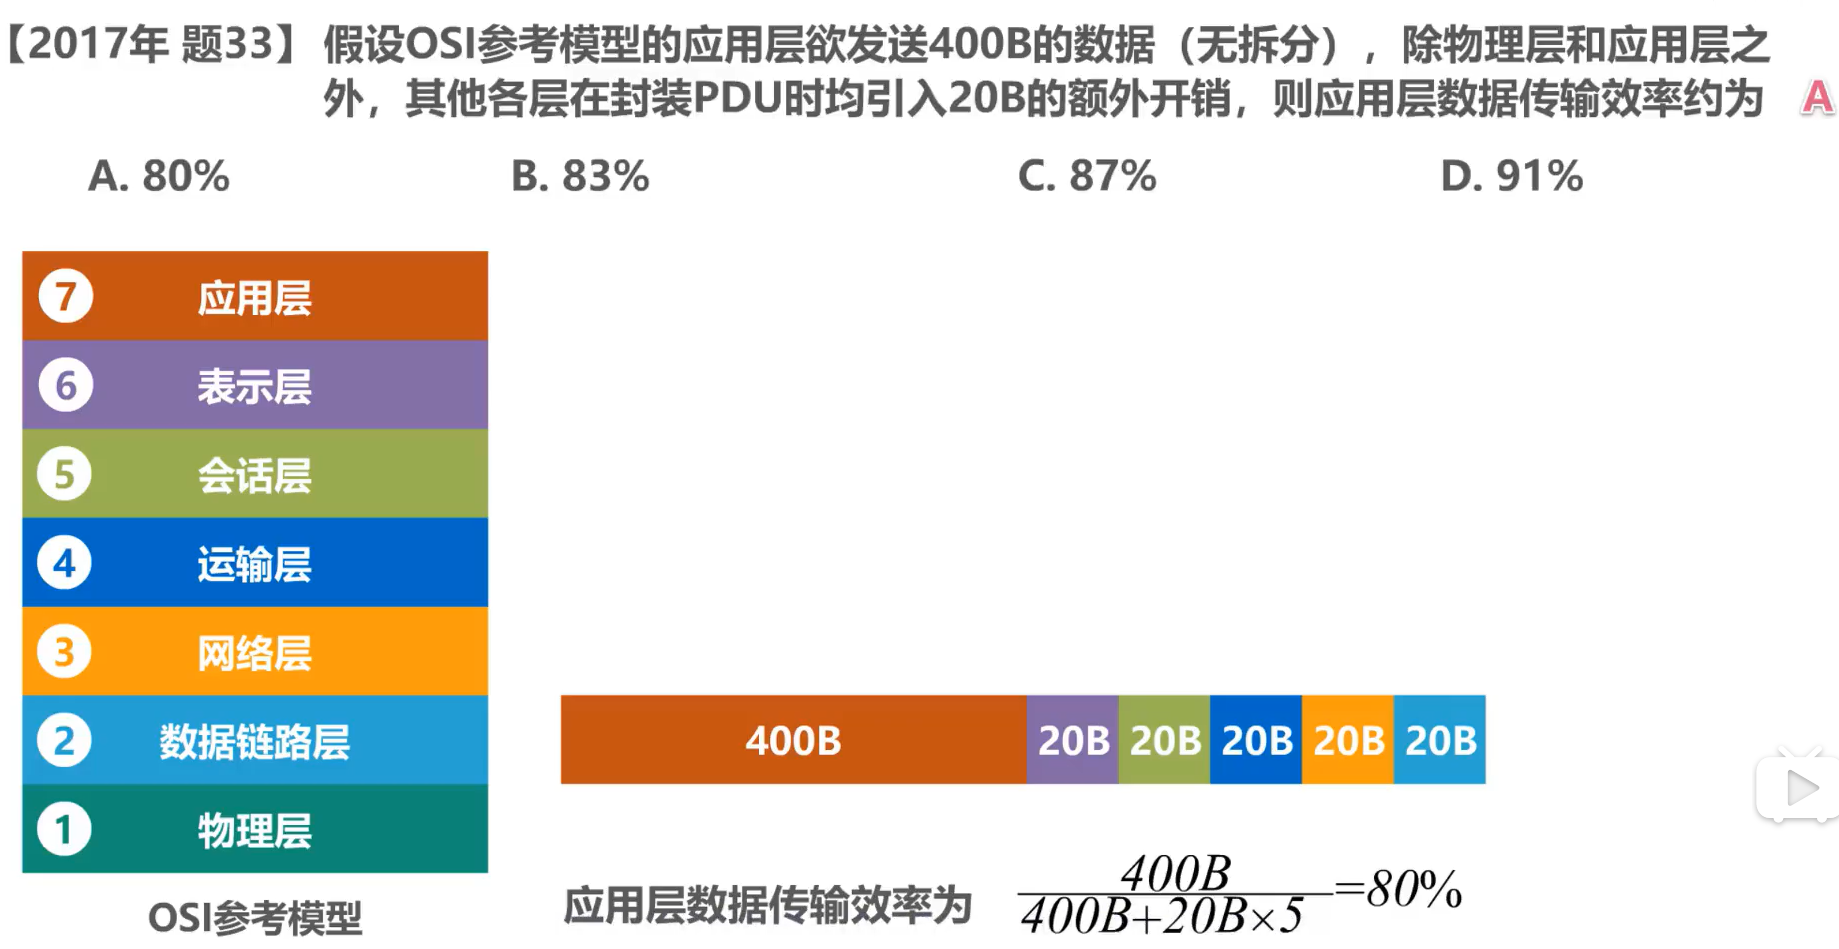 【2017年 题33】 假设OSI参考模型的应用层欲发送400B的数据（无拆分），除物理层和应用层之
外，其他各层在封装PDU时均引入20B的额外开销，则应用层数据传输效率约为 A
A. 80% B. 83% C. 87% D. 91%
7 应用层
6 表示层
5 会话层
4 运输层
3 网络层
2 数据链路层
1 物理层
OSI参考模型
400B 20B 20B 20B 20B 20B
应用层数据传输效率为 400B/400B+20B×5=80%